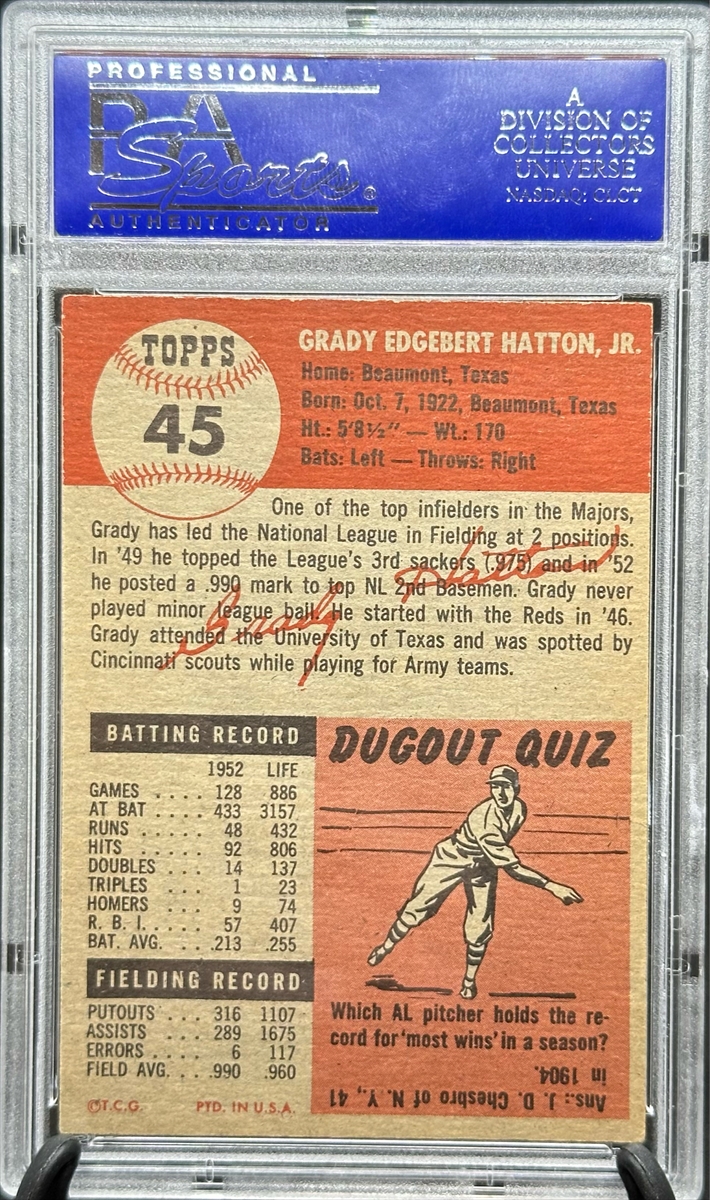 PROFESSIONAL
PSA
Sports®
AUTHENTICATOR
A
DIVISION OF
COLLECTORS
UNIVERSE
NASDAQ: CLCT
TOPPS
45
GRADY EDGEBERT HATTON, JR.
Home: Beaumont, Texas
Born: Oct. 7, 1922, Beaumont, Texas
Ht.: 5'8½" — Wt.: 170
Bats: Left — Throws: Right
One of the top infielders in the Majors,
Grady has led the National League in Fielding at 2 positions.
In '49 he topped the League's 3rd sackers (.975) and in '52
he posted a .990 mark to top NL 2nd Basemen. Grady never
played minor league ball. He started with the Reds in '46.
Grady attended the University of Texas and was spotted by
Cincinnati scouts while playing for Army teams.
Grady Hatton
BATTING RECORD
1952 LIFE
GAMES .... 128 886
AT BAT .... 433 3157
RUNS ..... 48 432
HITS ..... 92 806
DOUBLES ... 14 137
TRIPLES ... 1 23
HOMERS ... 9 74
R. B. I. .... 57 407
BAT. AVG. ... .213 .255
FIELDING RECORD
PUTOUTS ... 316 1107
ASSISTS ... 289 1675
ERRORS .... 6 117
FIELD AVG. ... .990 .960
©T.C.G. PTD. IN U.S.A.
DUGOUT QUIZ
Which AL pitcher holds the re-
cord for 'most wins' in a season?
Ans.: J. D. Chesbro of N. Y., 41
in 1904.